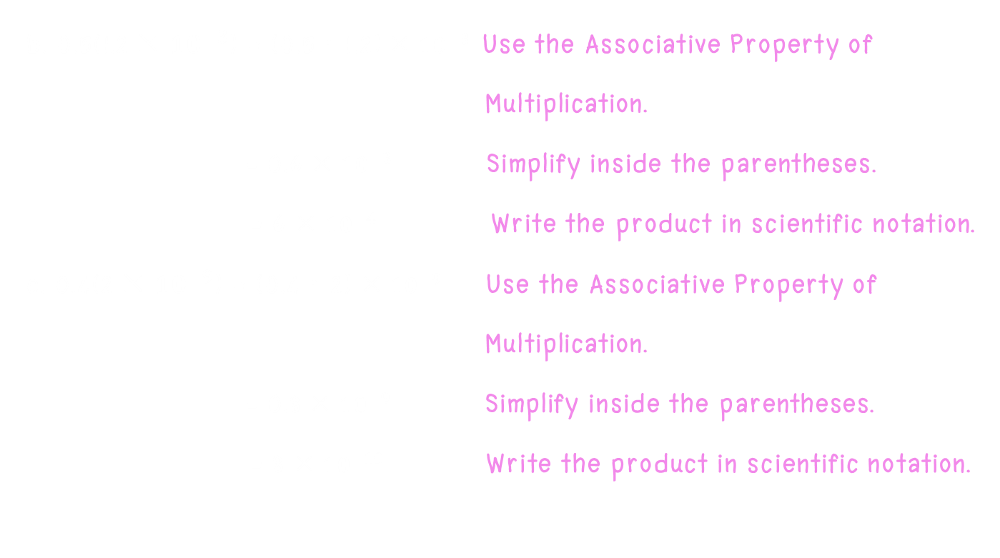 Use the Associative Property of
Multiplication.
Simplify inside the parentheses.
Write the product in scientific notation.
Use the Associative Property of
Multiplication.
Simplify inside the parentheses.
Write the product in scientific notation.